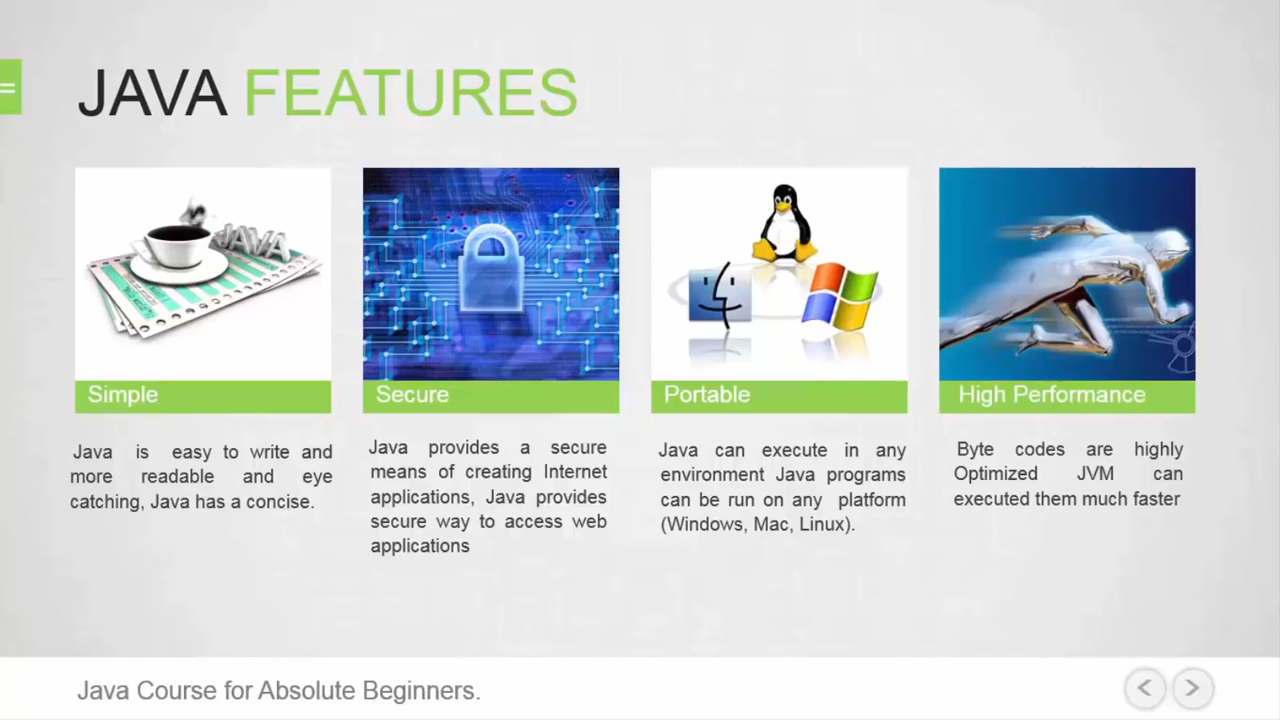 JAVA FEATURES
JAVA
Simple
Java is easy to write and
more readable and eye
catching, Java has a concise.
Secure
Java provides a secure
means of creating Internet
applications, Java provides
secure way to access web
applications
Portable
Java can execute in any
environment Java programs
can be run on any platform
(Windows, Mac, Linux).
High Performance
Byte codes are highly
Optimized JVM can
executed them much faster
Java Course for Absolute Beginners.